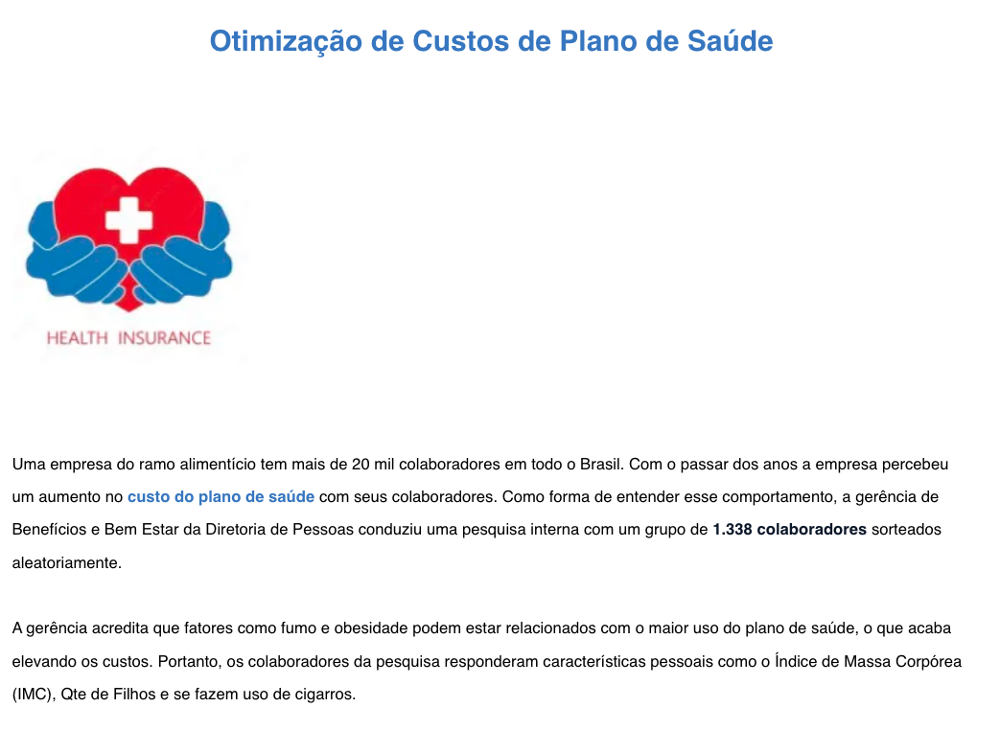 Otimização de Custos de Plano de Saúde
HEALTH INSURANCE
Uma empresa do ramo alimentício tem mais de 20 mil colaboradores em todo o Brasil. Com o passar dos anos a empresa percebeu
um aumento no custo do plano de saúde com seus colaboradores. Como forma de entender esse comportamento, a gerência de
Benefícios e Bem Estar da Diretoria de Pessoas conduziu uma pesquisa interna com um grupo de 1.338 colaboradores sorteados
aleatoriamente.
A gerência acredita que fatores como fumo e obesidade podem estar relacionados com o maior uso do plano de saúde, o que acaba
elevando os custos. Portanto, os colaboradores da pesquisa responderam características pessoais como o Índice de Massa Corpórea
(IMC), Qte de Filhos e se fazem uso de cigarros.